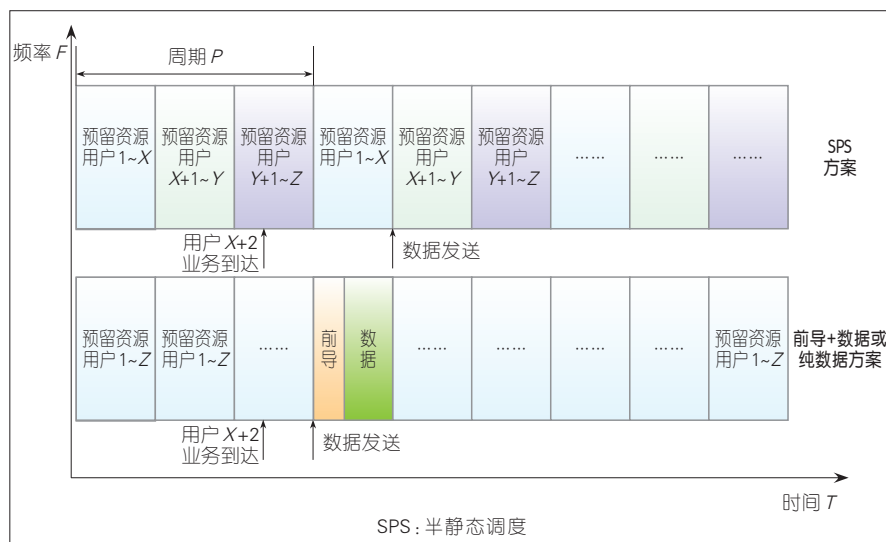 频率 F
周期 P
预留资源
用户 1~X
预留资源
用户
X+1~Y
预留资源
用户
Y+1~Z
预留资源
用户 1~X
预留资源
用户
X+1~Y
预留资源
用户
Y+1~Z
……
……
……
SPS
方案
用户 X+2
业务到达
数据发送
预留资源
用户 1~Z
预留资源
用户 1~Z
……
前导
数据
……
……
……
……
预留资源
用户 1~Z
前导+数据或
纯数据方案
用户 X+2
业务到达
数据发送
时间 T
SPS：半静态调度